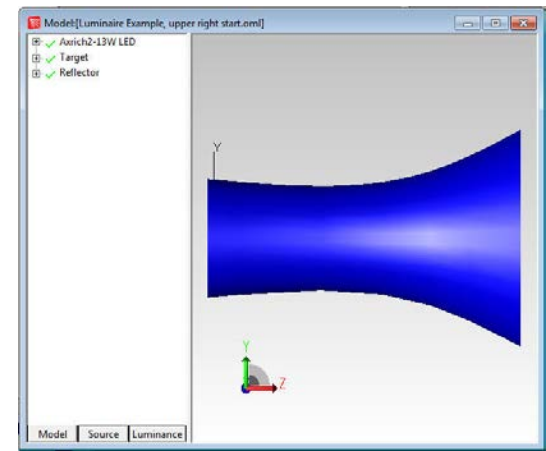 Model:[Luminaire Example, upper right start.oml]
Axrich2-13W LED
Target
Reflector
Y
Y
Z
Model Source Luminance